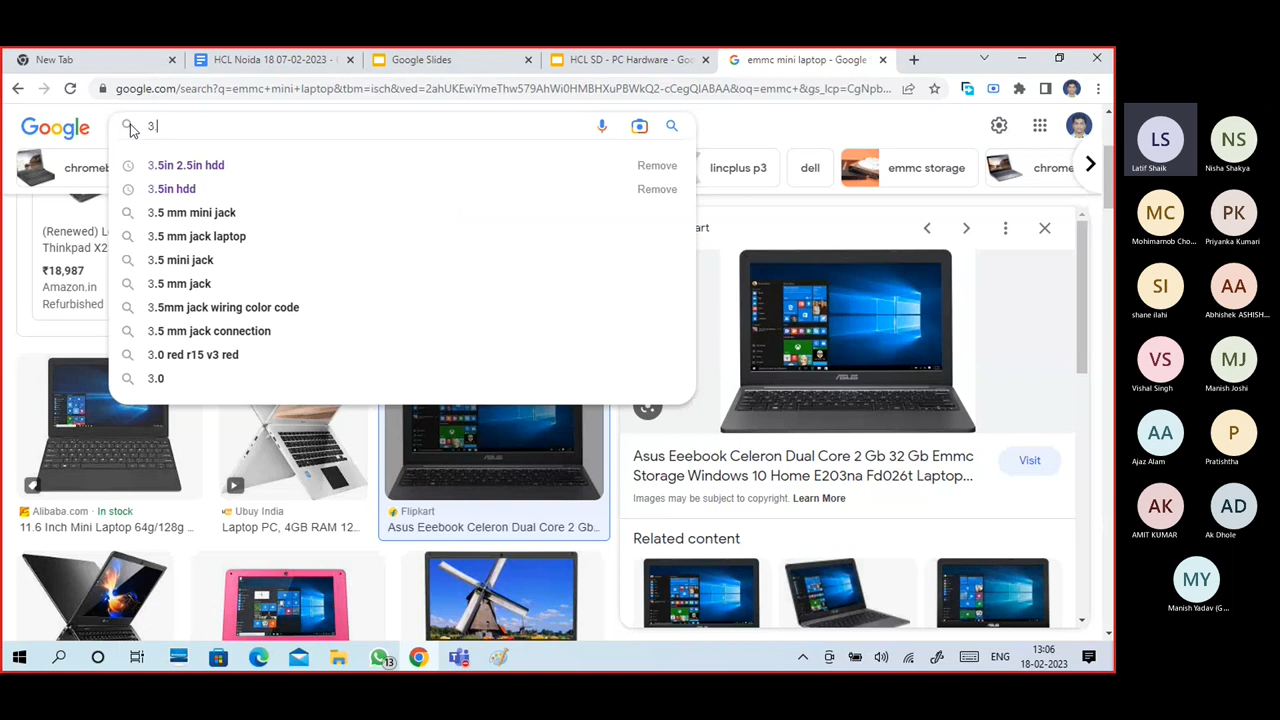 New Tab
HCL Noida 18 07-02-2023 -
Google Slides
HCL SD - PC Hardware - Goo
emmc mini laptop - Google
google.com/search?q=emmc+mini+laptop&tbm=isch&ved=2ahUKEwiYmeThw579AhWi0HMBHXuPBWkQ2-cCegQIABAA&oq=emmc+&gs_lcp=CgNpb...
Google
3.
chromeb
3.5in 2.5in hdd
Remove
3.5in hdd
Remove
3.5 mm mini jack
3.5 mm jack laptop
3.5 mini jack
3.5 mm jack
3.5mm jack wiring color code
3.5 mm jack connection
3.0 red r15 v3 red
3.0
lincplus p3
dell
emmc storage
chrome
(Renewed) L
Thinkpad X2
₹18,987
Amazon.in
Refurbished
art
ASUS
Asus Eeebook Celeron Dual Core 2 Gb 32 Gb Emmc
Storage Windows 10 Home E203na Fd026t Laptop...
Visit
Images may be subject to copyright. Learn More
Related content
Alibaba.com · In stock
11.6 Inch Mini Laptop 64g/128g ...
Ubuy India
Laptop PC, 4GB RAM 12...
Flipkart
Asus Eeebook Celeron Dual Core 2 Gb...
13
ENG
13:06
18-02-2023
LS
Latif Shaik
NS
Nisha Shakya
MC
Mohimarnob Cho...
PK
Priyanka Kumari
SI
shane ilahi
AA
Abhishek ASHISH...
VS
Vishal Singh
MJ
Manish Joshi
AA
Ajaz Alam
P
Pratishtha
AK
AMIT KUMAR
AD
Ak Dhole
MY
Manish Yadav (G...